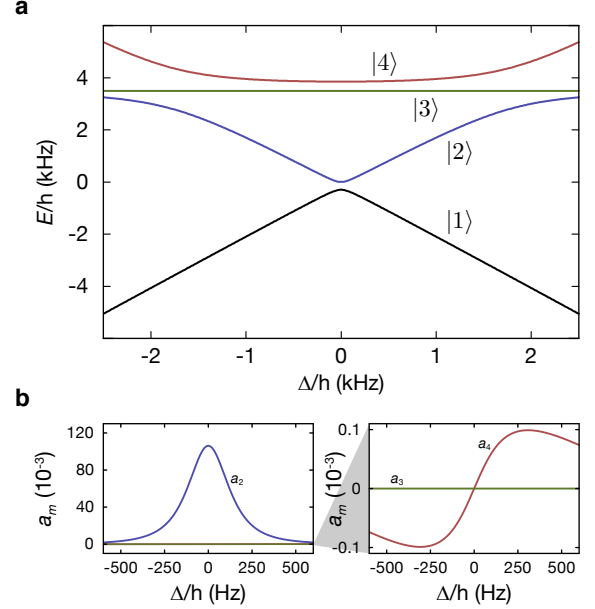 a
E/h (kHz)
4
2
0
-2
-4
|4⟩
|3⟩
|2⟩
|1⟩
-2 -1 0 1 2
Δ/h (kHz)
b
a_m (10⁻³)
120
80
40
0
a₂
-500 -250 0 250 500
Δ/h (Hz)
a_m (10⁻³)
0.1
0
-0.1
a₄
a₃
-500 -250 0 250 500
Δ/h (Hz)